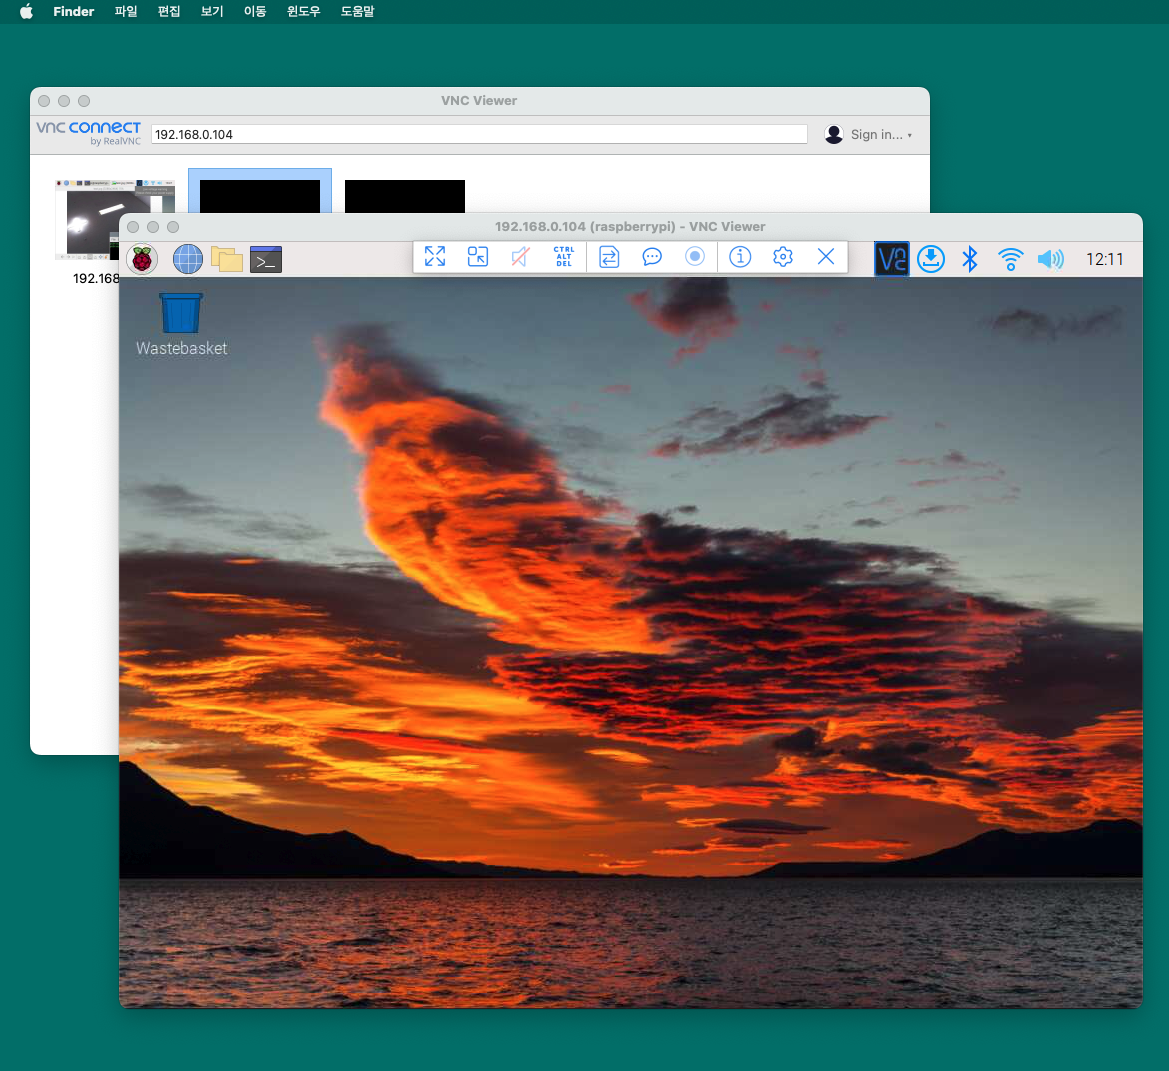 Finder 파일 편집 보기 이동 윈도우 도움말
VNC Viewer
vnc connect
by RealVNC
192.168.0.104
Sign in...
192.168.0.104 (raspberrypi) - VNC Viewer
CTRL
ALT
DEL
12:11
192.168
Wastebasket